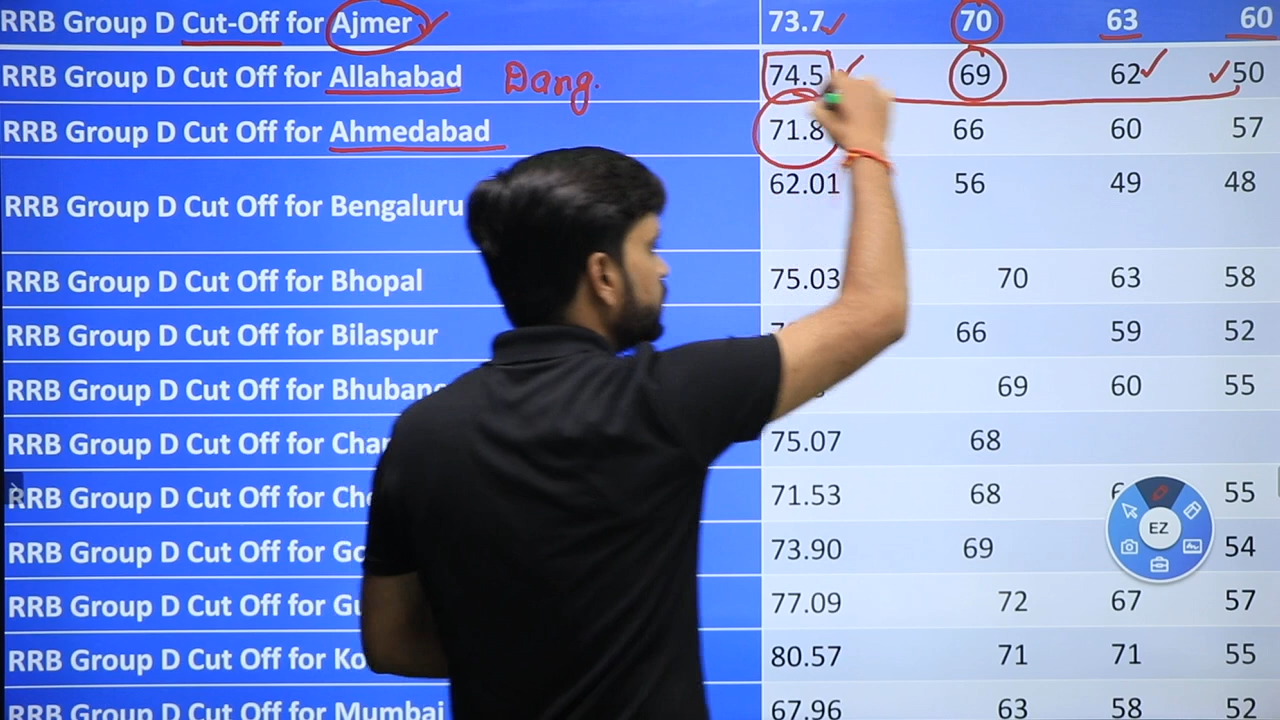 RRB Group D Cut-Off for Ajmer 73.7 70 63 60
RRB Group D Cut Off for Allahabad Dang. 74.5 69 62 50
RRB Group D Cut Off for Ahmedabad 71.8 66 60 57
RRB Group D Cut Off for Bengaluru 62.01 56 49 48
RRB Group D Cut Off for Bhopal 75.03 70 63 58
RRB Group D Cut Off for Bilaspur 66 59 52
RRB Group D Cut Off for 69 60 55
RRB Group D Cut Off for 75.07 68
RRB Group D Cut Off for 71.53 68 55
RRB Group D Cut Off for 73.90 69 54
RRB Group D Cut Off for 77.09 72 67 57
RRB Group D Cut Off for 80.57 71 71 55
RRB Group D Cut Off for Mumbai 67.96 63 58 52
EZ